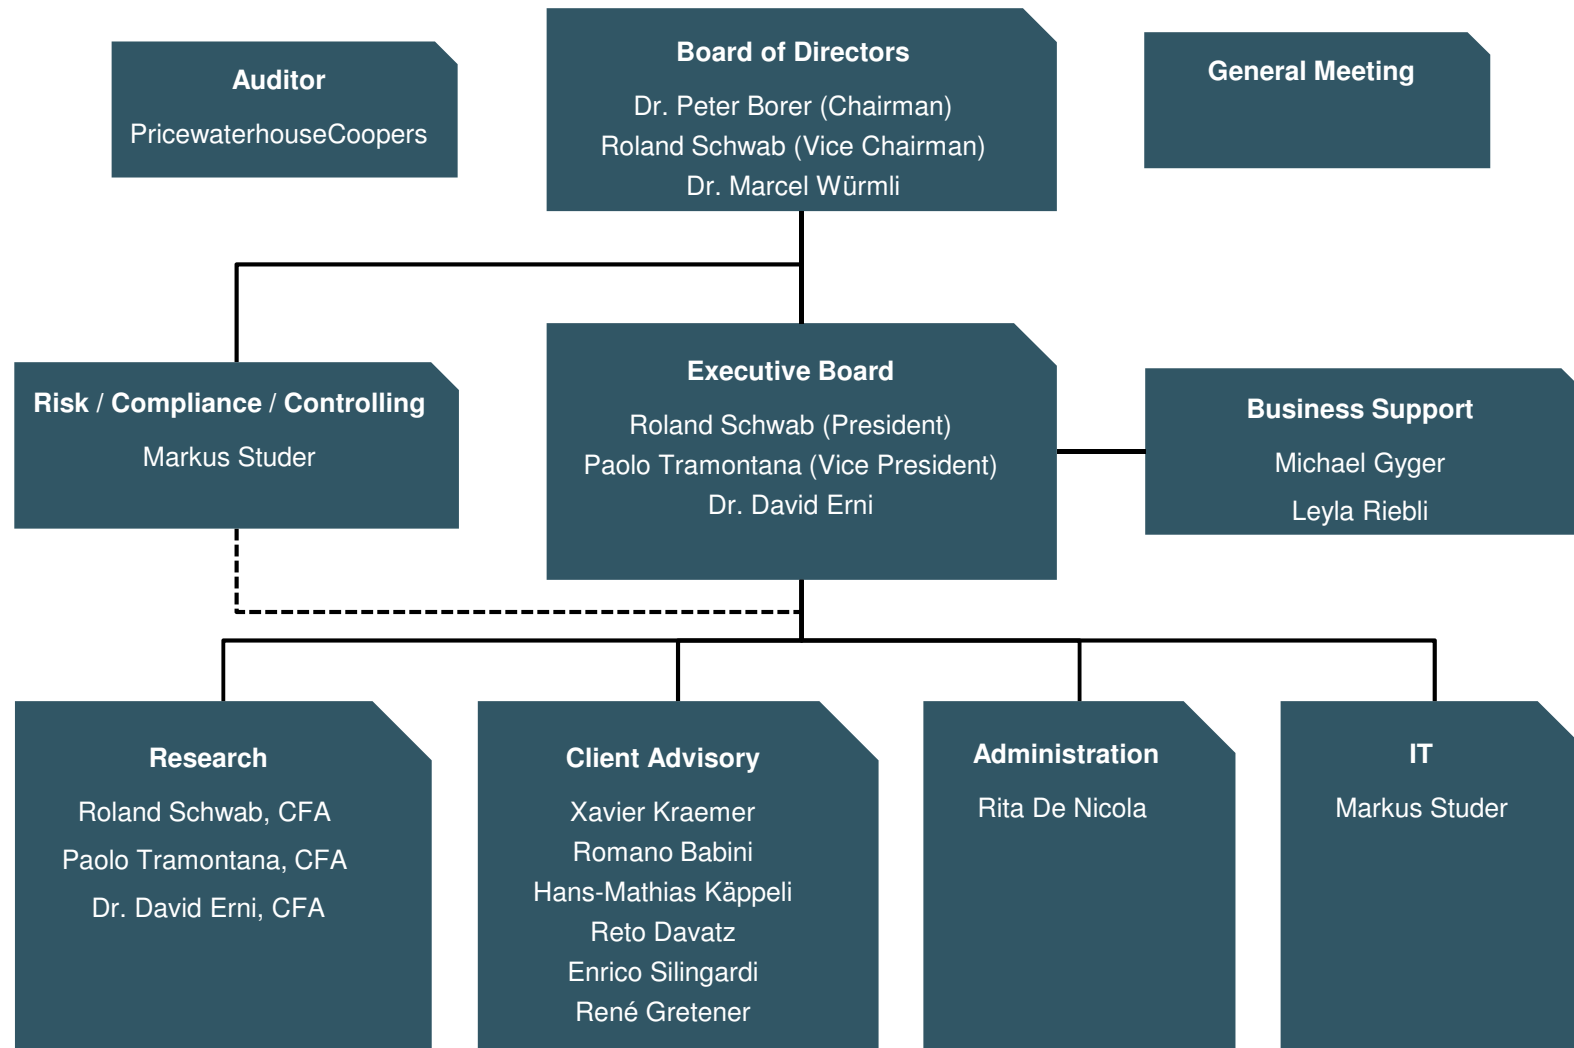 Auditor
PricewaterhouseCoopers
Board of Directors
Dr. Peter Borer (Chairman)
Roland Schwab (Vice Chairman)
Dr. Marcel Würmli
General Meeting
Risk / Compliance / Controlling
Markus Studer
Executive Board
Roland Schwab (President)
Paolo Tramontana (Vice President)
Dr. David Erni
Business Support
Michael Gyger
Leyla Riebli
Research
Roland Schwab, CFA
Paolo Tramontana, CFA
Dr. David Erni, CFA
Client Advisory
Xavier Kraemer
Romano Babini
Hans-Mathias Käppeli
Reto Davatz
Enrico Silingardi
René Gretener
Administration
Rita De Nicola
IT
Markus Studer